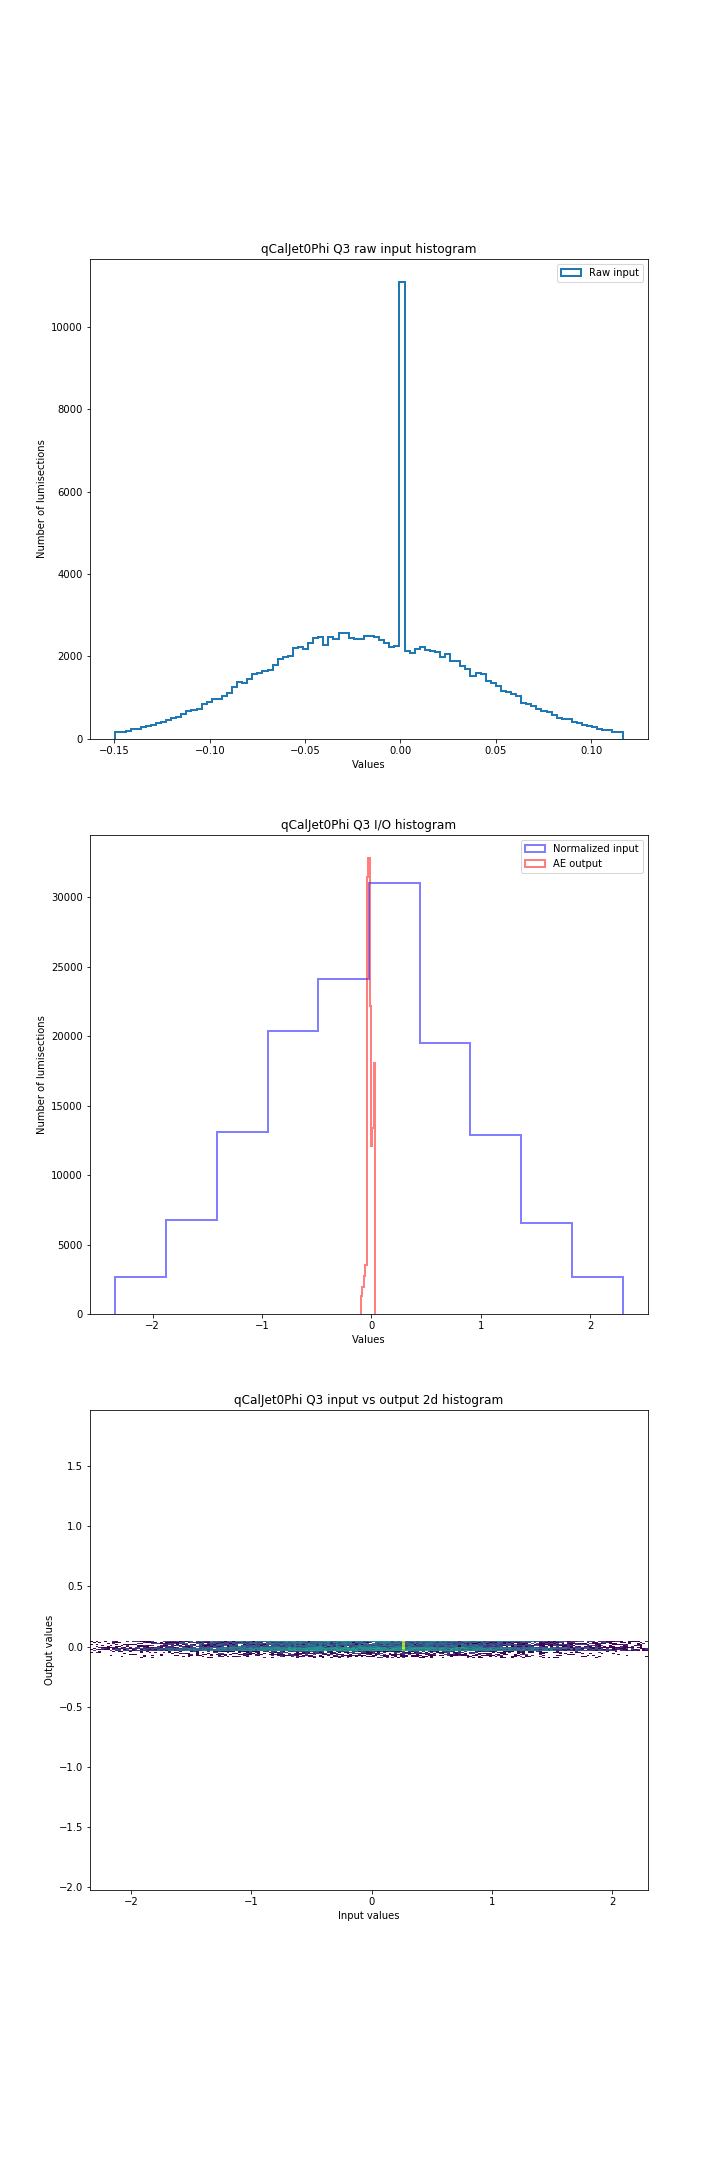 qCalJet0Phi Q3 raw input histogram
Raw input
10000
8000
6000
4000
2000
0
Number of lumisections
−0.15 −0.10 −0.05 0.00 0.05 0.10
Values
qCalJet0Phi Q3 I/O histogram
Normalized input
AE output
30000
25000
20000
15000
10000
5000
0
Number of lumisections
−2 −1 0 1 2
Values
qCalJet0Phi Q3 input vs output 2d histogram
1.5
1.0
0.5
0.0
−0.5
−1.0
−1.5
−2.0
Output values
−2 −1 0 1 2
Input values